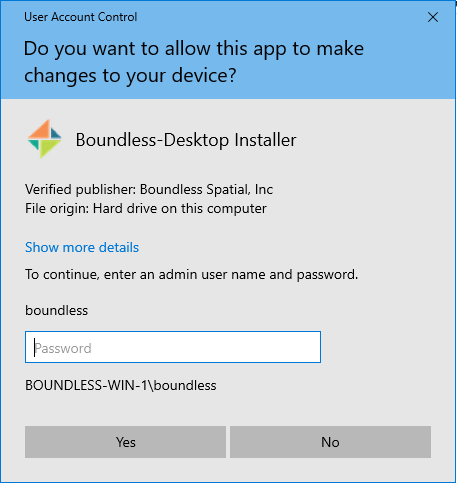 User Account Control
Do you want to allow this app to make
changes to your device?
Boundless-Desktop Installer
Verified publisher: Boundless Spatial, Inc
File origin: Hard drive on this computer
Show more details
To continue, enter an admin user name and password.
boundless
Password
BOUNDLESS-WIN-1\boundless
Yes
No